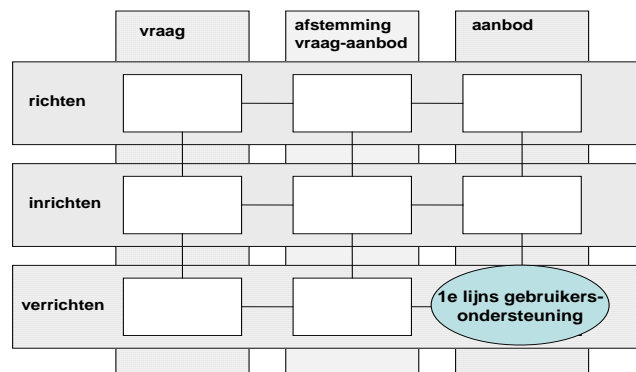 vraag
afstemming
vraag-aanbod
aanbod
richten
inrichten
verrichten
1e lijns gebruikers-
ondersteuning